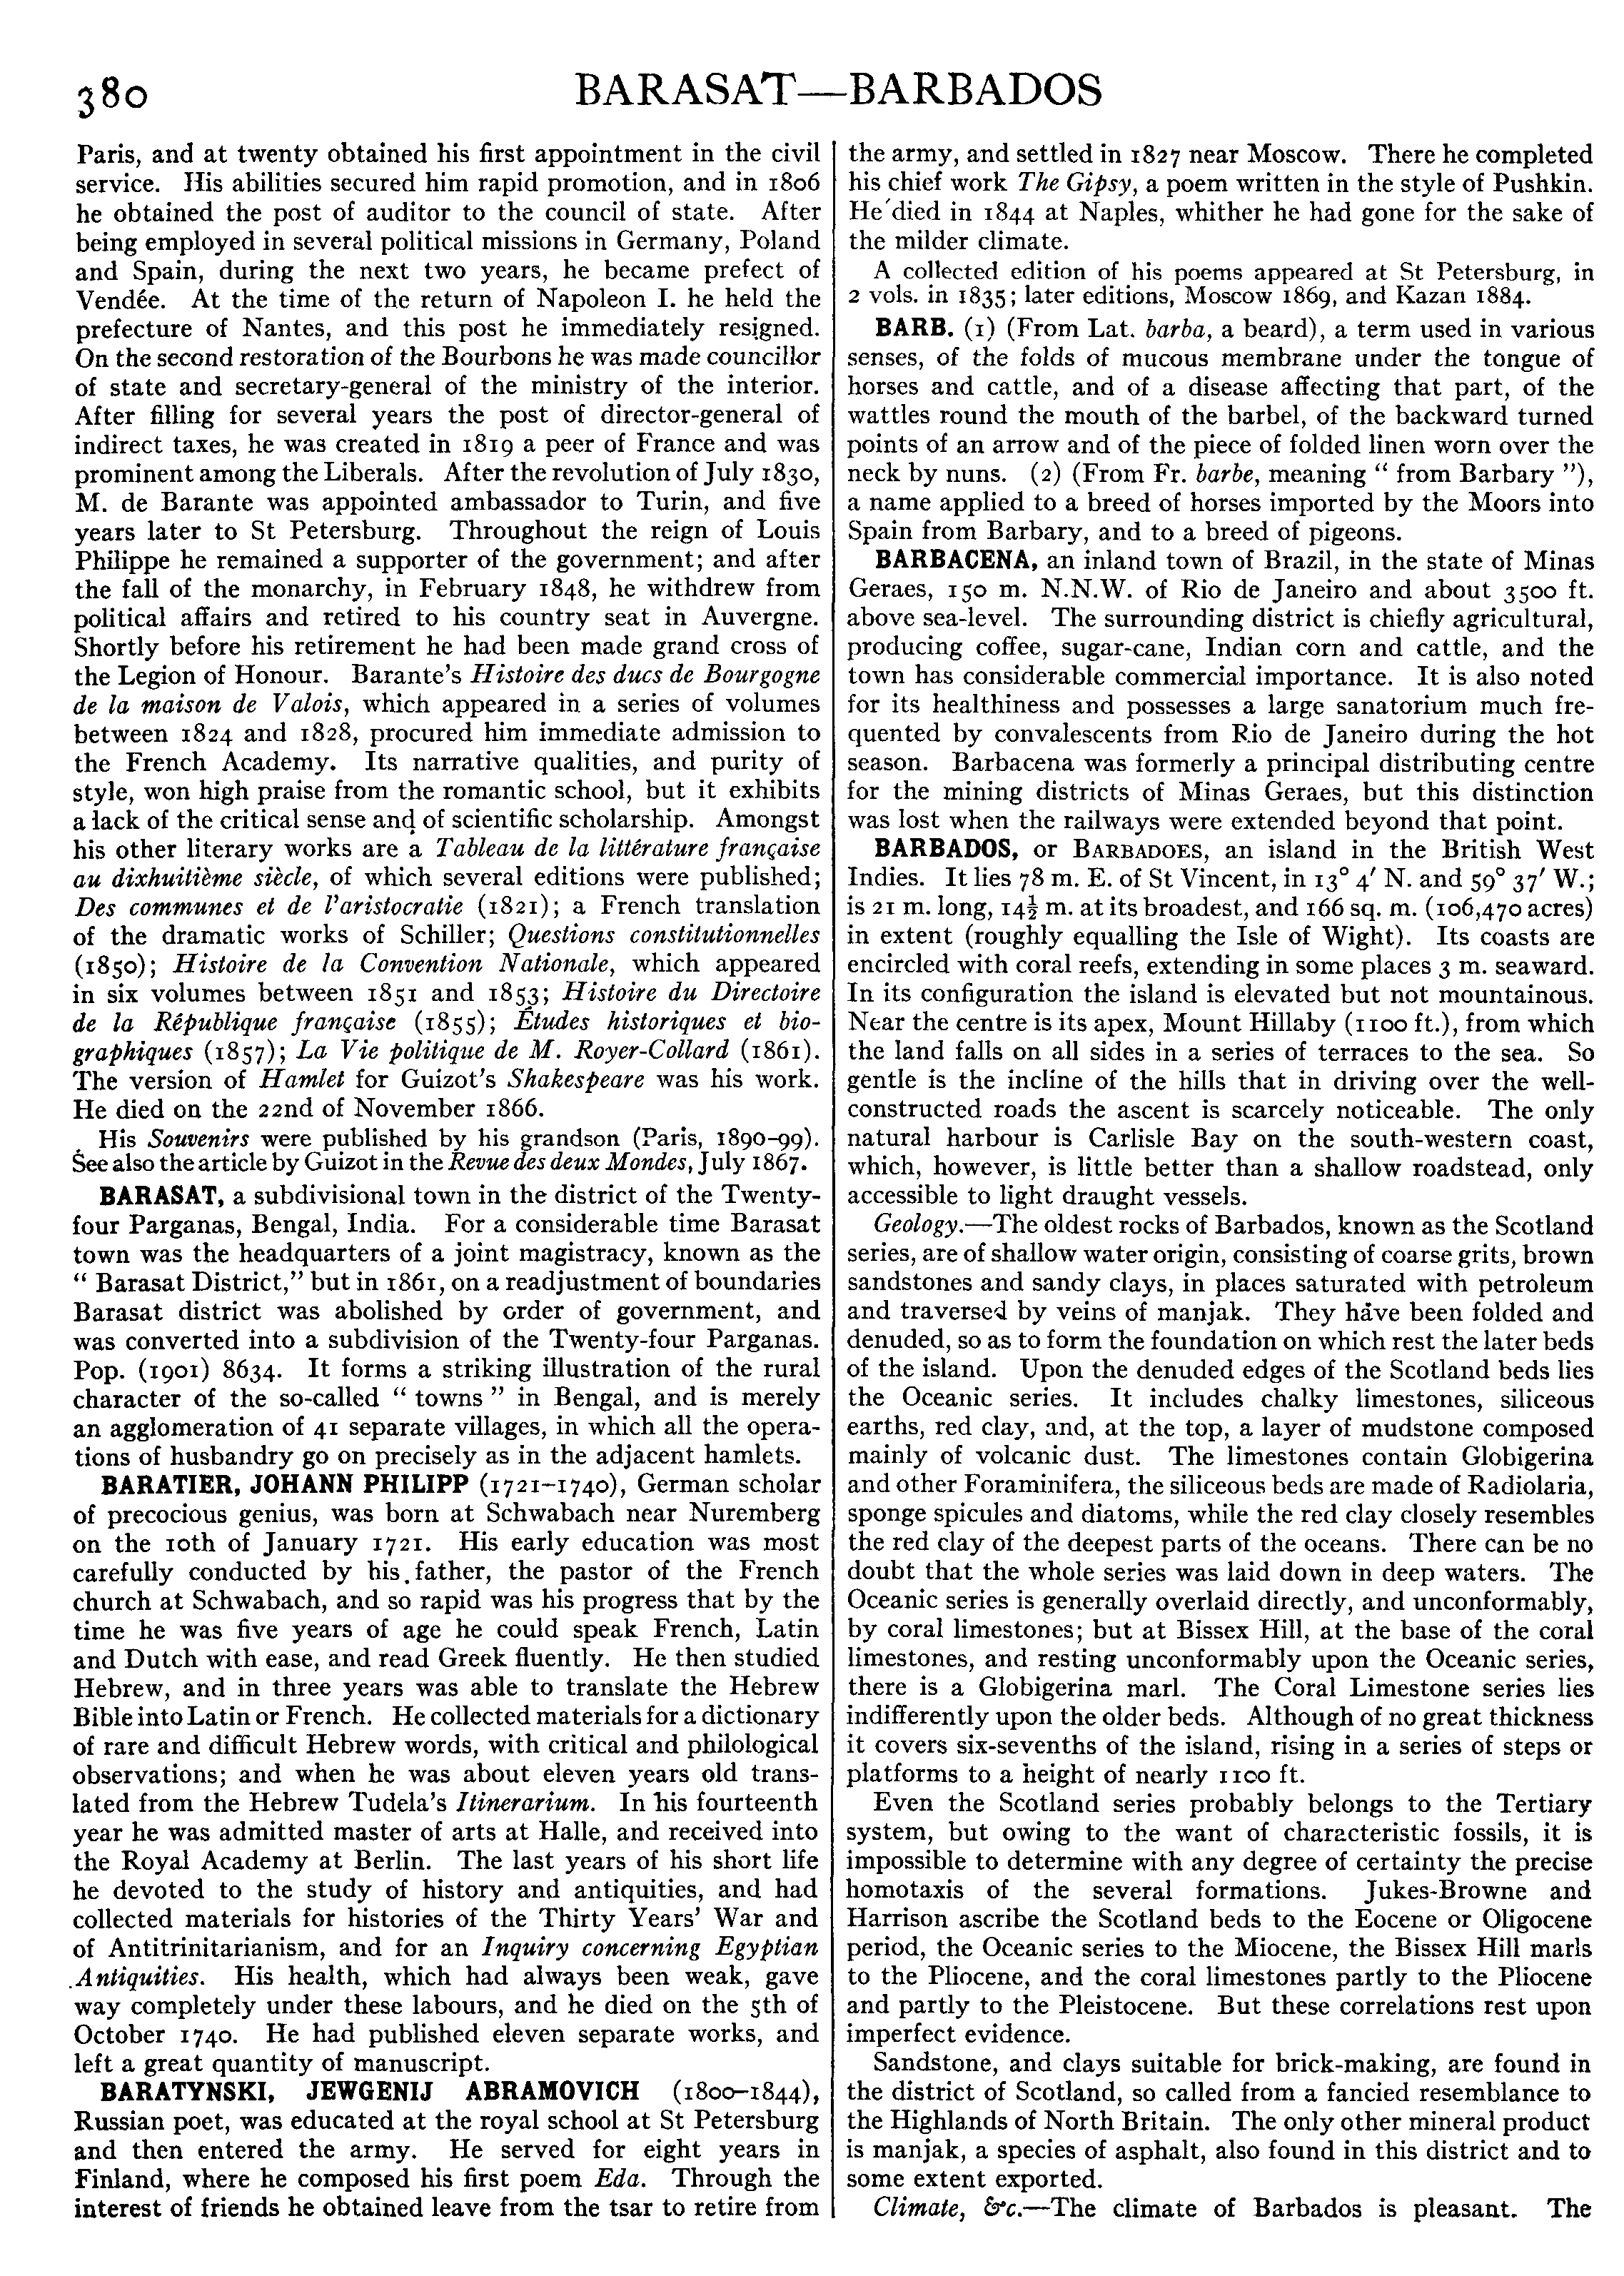 380
BARASAT—BARBADOS
Paris, and at twenty obtained his first appointment in the civil
service. His abilities secured him rapid promotion, and in 1806
he obtained the post of auditor to the council of state. After
being employed in several political missions in Germany, Poland
and Spain, during the next two years, he became prefect of
Vendée. At the time of the return of Napoleon I. he held the
prefecture of Nantes, and this post he immediately resigned.
On the second restoration of the Bourbons he was made councillor
of state and secretary-general of the ministry of the interior.
After filling for several years the post of director-general of
indirect taxes, he was created in 1819 a peer of France and was
prominent among the Liberals. After the revolution of July 1830,
M. de Barante was appointed ambassador to Turin, and five
years later to St Petersburg. Throughout the reign of Louis
Philippe he remained a supporter of the government; and after
the fall of the monarchy, in February 1848, he withdrew from
political affairs and retired to his country seat in Auvergne.
Shortly before his retirement he had been made grand cross of
the Legion of Honour. Barante's Histoire des ducs de Bourgogne
de la maison de Valois, which appeared in a series of volumes
between 1824 and 1828, procured him immediate admission to
the French Academy. Its narrative qualities, and purity of
style, won high praise from the romantic school, but it exhibits
a lack of the critical sense and of scientific scholarship. Amongst
his other literary works are a Tableau de la littérature française
au dixhuitième siècle, of which several editions were published;
Des communes et de l'aristocratie (1821); a French translation
of the dramatic works of Schiller; Questions constitutionnelles
(1850); Histoire de la Convention Nationale, which appeared
in six volumes between 1851 and 1853; Histoire du Directoire
de la République française (1855); Études historiques et bio-
graphiques (1857); La Vie politique de M. Royer-Collard (1861).
The version of Hamlet for Guizot's Shakespeare was his work.
He died on the 22nd of November 1866.
His Souvenirs were published by his grandson (Paris, 1890–99).
See also the article by Guizot in the Revue des deux Mondes, July 1867.
BARASAT, a subdivisional town in the district of the Twenty-
four Parganas, Bengal, India. For a considerable time Barasat
town was the headquarters of a joint magistracy, known as the
" Barasat District," but in 1861, on a readjustment of boundaries
Barasat district was abolished by order of government, and
was converted into a subdivision of the Twenty-four Parganas.
Pop. (1901) 8634. It forms a striking illustration of the rural
character of the so-called " towns " in Bengal, and is merely
an agglomeration of 41 separate villages, in which all the opera-
tions of husbandry go on precisely as in the adjacent hamlets.
BARATIER, JOHANN PHILIPP (1721–1740), German scholar
of precocious genius, was born at Schwabach near Nuremberg
on the 10th of January 1721. His early education was most
carefully conducted by his father, the pastor of the French
church at Schwabach, and so rapid was his progress that by the
time he was five years of age he could speak French, Latin
and Dutch with ease, and read Greek fluently. He then studied
Hebrew, and in three years was able to translate the Hebrew
Bible into Latin or French. He collected materials for a dictionary
of rare and difficult Hebrew words, with critical and philological
observations; and when he was about eleven years old trans-
lated from the Hebrew Tudela's Itinerarium. In his fourteenth
year he was admitted master of arts at Halle, and received into
the Royal Academy at Berlin. The last years of his short life
he devoted to the study of history and antiquities, and had
collected materials for histories of the Thirty Years' War and
of Antitrinitarianism, and for an Inquiry concerning Egyptian
Antiquities. His health, which had always been weak, gave
way completely under these labours, and he died on the 5th of
October 1740. He had published eleven separate works, and
left a great quantity of manuscript.
BARATYNSKI, JEWGENIJ ABRAMOVICH (1800–1844),
Russian poet, was educated at the royal school at St Petersburg
and then entered the army. He served for eight years in
Finland, where he composed his first poem Eda. Through the
interest of friends he obtained leave from the tsar to retire from
the army, and settled in 1827 near Moscow. There he completed
his chief work The Gipsy, a poem written in the style of Pushkin.
He died in 1844 at Naples, whither he had gone for the sake of
the milder climate.
A collected edition of his poems appeared at St Petersburg, in
2 vols. in 1835; later editions, Moscow 1869, and Kazan 1884.
BARB. (1) (From Lat. barba, a beard), a term used in various
senses, of the folds of mucous membrane under the tongue of
horses and cattle, and of a disease affecting that part, of the
wattles round the mouth of the barbel, of the backward turned
points of an arrow and of the piece of folded linen worn over the
neck by nuns. (2) (From Fr. barbe, meaning " from Barbary "),
a name applied to a breed of horses imported by the Moors into
Spain from Barbary, and to a breed of pigeons.
BARBACENA, an inland town of Brazil, in the state of Minas
Geraes, 150 m. N.N.W. of Rio de Janeiro and about 3500 ft.
above sea-level. The surrounding district is chiefly agricultural,
producing coffee, sugar-cane, Indian corn and cattle, and the
town has considerable commercial importance. It is also noted
for its healthiness and possesses a large sanatorium much fre-
quented by convalescents from Rio de Janeiro during the hot
season. Barbacena was formerly a principal distributing centre
for the mining districts of Minas Geraes, but this distinction
was lost when the railways were extended beyond that point.
BARBADOS, or BARBADOES, an island in the British West
Indies. It lies 78 m. E. of St Vincent, in 13° 4′ N. and 59° 37′ W.;
is 21 m. long, 14½ m. at its broadest, and 166 sq. m. (106,470 acres)
in extent (roughly equalling the Isle of Wight). Its coasts are
encircled with coral reefs, extending in some places 3 m. seaward.
In its configuration the island is elevated but not mountainous.
Near the centre is its apex, Mount Hillaby (1100 ft.), from which
the land falls on all sides in a series of terraces to the sea. So
gentle is the incline of the hills that in driving over the well-
constructed roads the ascent is scarcely noticeable. The only
natural harbour is Carlisle Bay on the south-western coast,
which, however, is little better than a shallow roadstead, only
accessible to light draught vessels.
Geology.—The oldest rocks of Barbados, known as the Scotland
series, are of shallow water origin, consisting of coarse grits, brown
sandstones and sandy clays, in places saturated with petroleum
and traversed by veins of manjak. They have been folded and
denuded, so as to form the foundation on which rest the later beds
of the island. Upon the denuded edges of the Scotland beds lies
the Oceanic series. It includes chalky limestones, siliceous
earths, red clay, and, at the top, a layer of mudstone composed
mainly of volcanic dust. The limestones contain Globigerina
and other Foraminifera, the siliceous beds are made of Radiolaria,
sponge spicules and diatoms, while the red clay closely resembles
the red clay of the deepest parts of the oceans. There can be no
doubt that the whole series was laid down in deep waters. The
Oceanic series is generally overlaid directly, and unconformably,
by coral limestones; but at Bissex Hill, at the base of the coral
limestones, and resting unconformably upon the Oceanic series,
there is a Globigerina marl. The Coral Limestone series lies
indifferently upon the older beds. Although of no great thickness
it covers six-sevenths of the island, rising in a series of steps or
platforms to a height of nearly 1100 ft.
Even the Scotland series probably belongs to the Tertiary
system, but owing to the want of characteristic fossils, it is
impossible to determine with any degree of certainty the precise
homotaxis of the several formations. Jukes-Browne and
Harrison ascribe the Scotland beds to the Eocene or Oligocene
period, the Oceanic series to the Miocene, the Bissex Hill marls
to the Pliocene, and the coral limestones partly to the Pliocene
and partly to the Pleistocene. But these correlations rest upon
imperfect evidence.
Sandstone, and clays suitable for brick-making, are found in
the district of Scotland, so called from a fancied resemblance to
the Highlands of North Britain. The only other mineral product
is manjak, a species of asphalt, also found in this district and to
some extent exported.
Climate, &c.—The climate of Barbados is pleasant. The